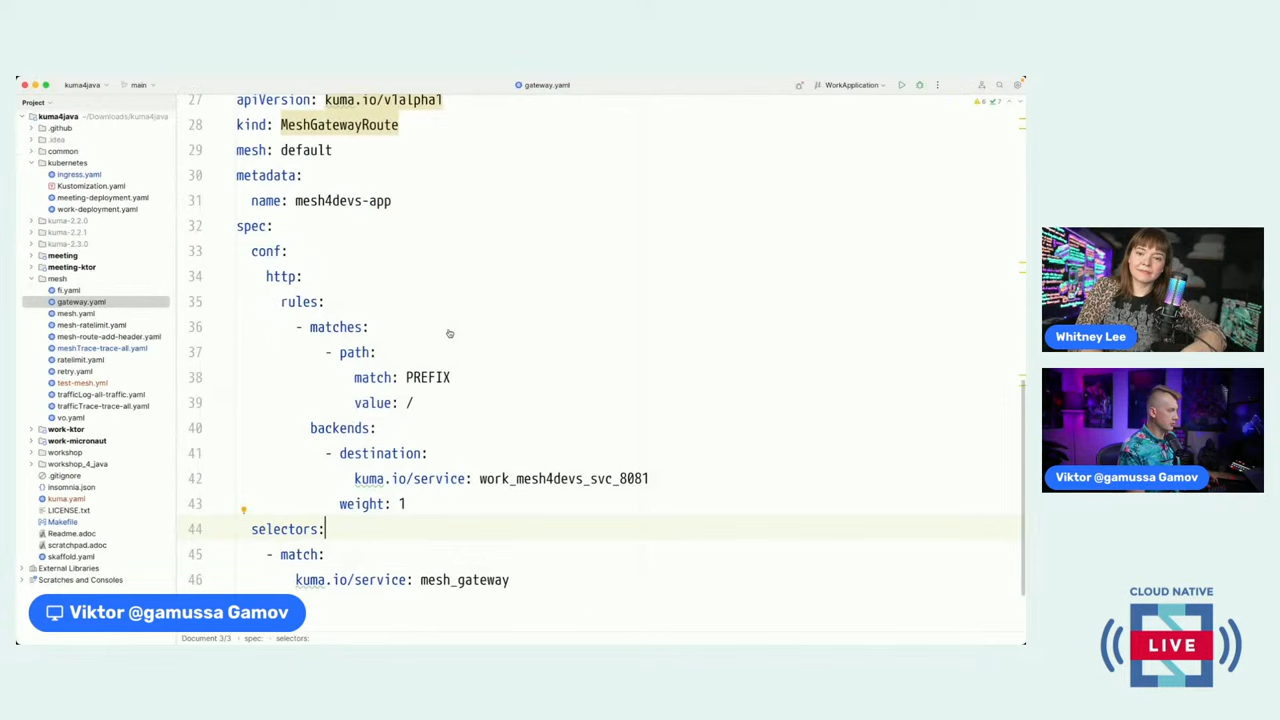 kuma4java
main
gateway.yaml
WorkApplication
Project
kuma4java ~/Downloads/kuma4java
.github
.idea
common
kubernetes
ingress.yaml
Kustomization.yaml
meeting-deployment.yaml
work-deployment.yaml
kuma-2.2.0
kuma-2.2.1
kuma-2.3.0
meeting
meeting-ktor
mesh
fi.yaml
gateway.yaml
mesh.yaml
mesh-ratelimit.yaml
mesh-route-add-header.yaml
meshTrace-trace-all.yaml
ratelimit.yaml
retry.yaml
test-mesh.yml
trafficLog-all-traffic.yaml
trafficTrace-trace-all.yaml
vo.yaml
work-ktor
work-micronaut
workshop
workshop_4_java
.gitignore
insomnia.json
kuma.yaml
LICENSE.txt
Makefile
Readme.adoc
scratchpad.adoc
skaffold.yaml
External Libraries
Scratches and Consoles
27 apiVersion: kuma.io/v1alpha1
28 kind: MeshGatewayRoute
29 mesh: default
30 metadata:
31 name: mesh4devs-app
32 spec:
33 conf:
34 http:
35 rules:
36 - matches:
37 - path:
38 match: PREFIX
39 value: /
40 backends:
41 - destination:
42 kuma.io/service: work_mesh4devs_svc_8081
43 weight: 1
44 selectors:
45 - match:
46 kuma.io/service: mesh_gateway
6 7
Document 3/3 spec: selectors:
Viktor @gamussa Gamov
Whitney Lee
Viktor @gamussa Gamov
CLOUD NATIVE
LIVE